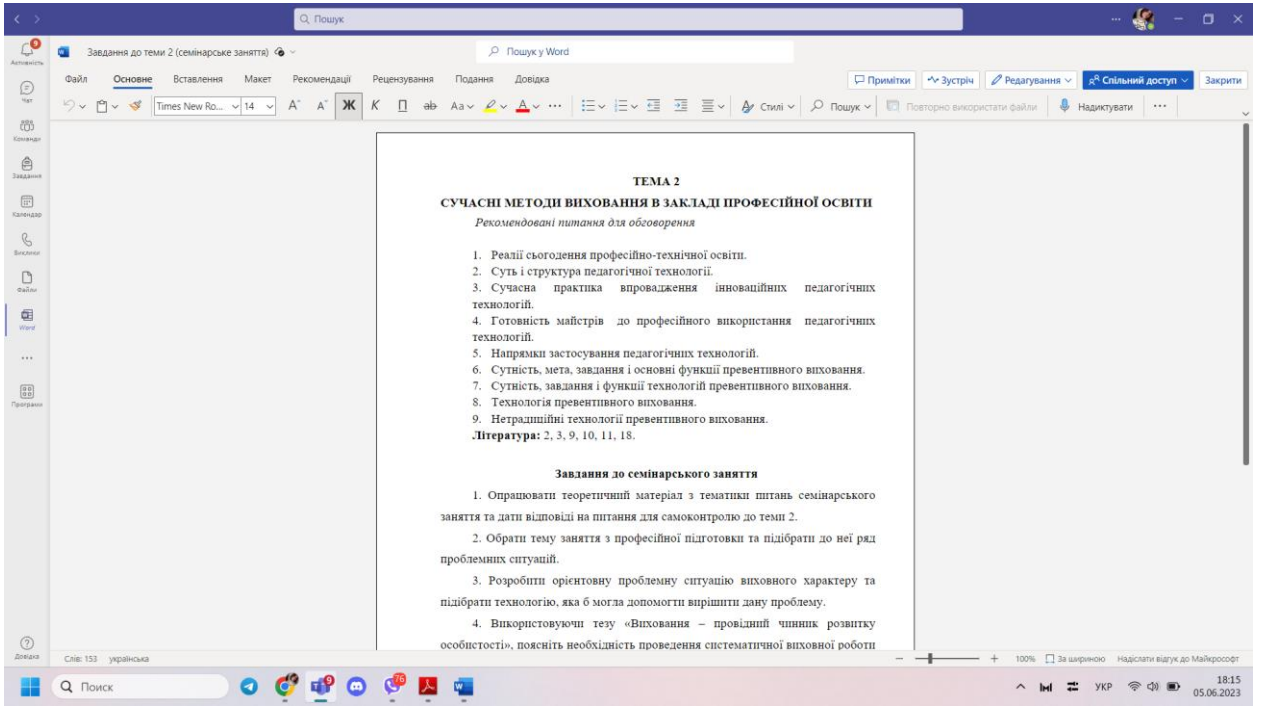 Пошук
Завдання до теми 2 (семінарське заняття)
Пошук у Word
Файл Основне Вставлення Макет Рекомендації Рецензування Подання Довідка
Примітки Зустріч Редагування Спільний доступ Закрити
Times New Ro... 14 Ж К П ab Aa A Стилі Пошук Повторно використати файли Надиктувати
Активність
9
Чат
Команди
Завдання
Календар
Виклики
Файли
Word
Програми
Довідка
ТЕМА 2
СУЧАСНІ МЕТОДИ ВИХОВАННЯ В ЗАКЛАДІ ПРОФЕСІЙНОЇ ОСВІТИ
Рекомендовані питання для обговорення
1. Реалії сьогодення професійно-технічної освіти.
2. Суть і структура педагогічної технології.
3. Сучасна практика впровадження інноваційних педагогічних
технологій.
4. Готовність майстрів до професійного використання педагогічних
технологій.
5. Напрямки застосування педагогічних технологій.
6. Сутність, мета, завдання і основні функції превентивного виховання.
7. Сутність, завдання і функції технологій превентивного виховання.
8. Технологія превентивного виховання.
9. Нетрадиційні технології превентивного виховання.
Література: 2, 3, 9, 10, 11, 18.
Завдання до семінарського заняття
1. Опрацювати теоретичний матеріал з тематики питань семінарського
заняття та дати відповіді на питання для самоконтролю до теми 2.
2. Обрати тему заняття з професійної підготовки та підібрати до неї ряд
проблемних ситуацій.
3. Розробити орієнтовну проблемну ситуацію виховного характеру та
підібрати технологію, яка б могла допомогти вирішити дану проблему.
4. Використовуючи тезу «Виховання – провідний чинник розвитку
особистості», поясніть необхідність проведення систематичної виховної роботи
Слів: 153 українська
100% За шириною Надіслати відгук до Майкрософт
Поиск
9
76
УКР
18:15
05.06.2023